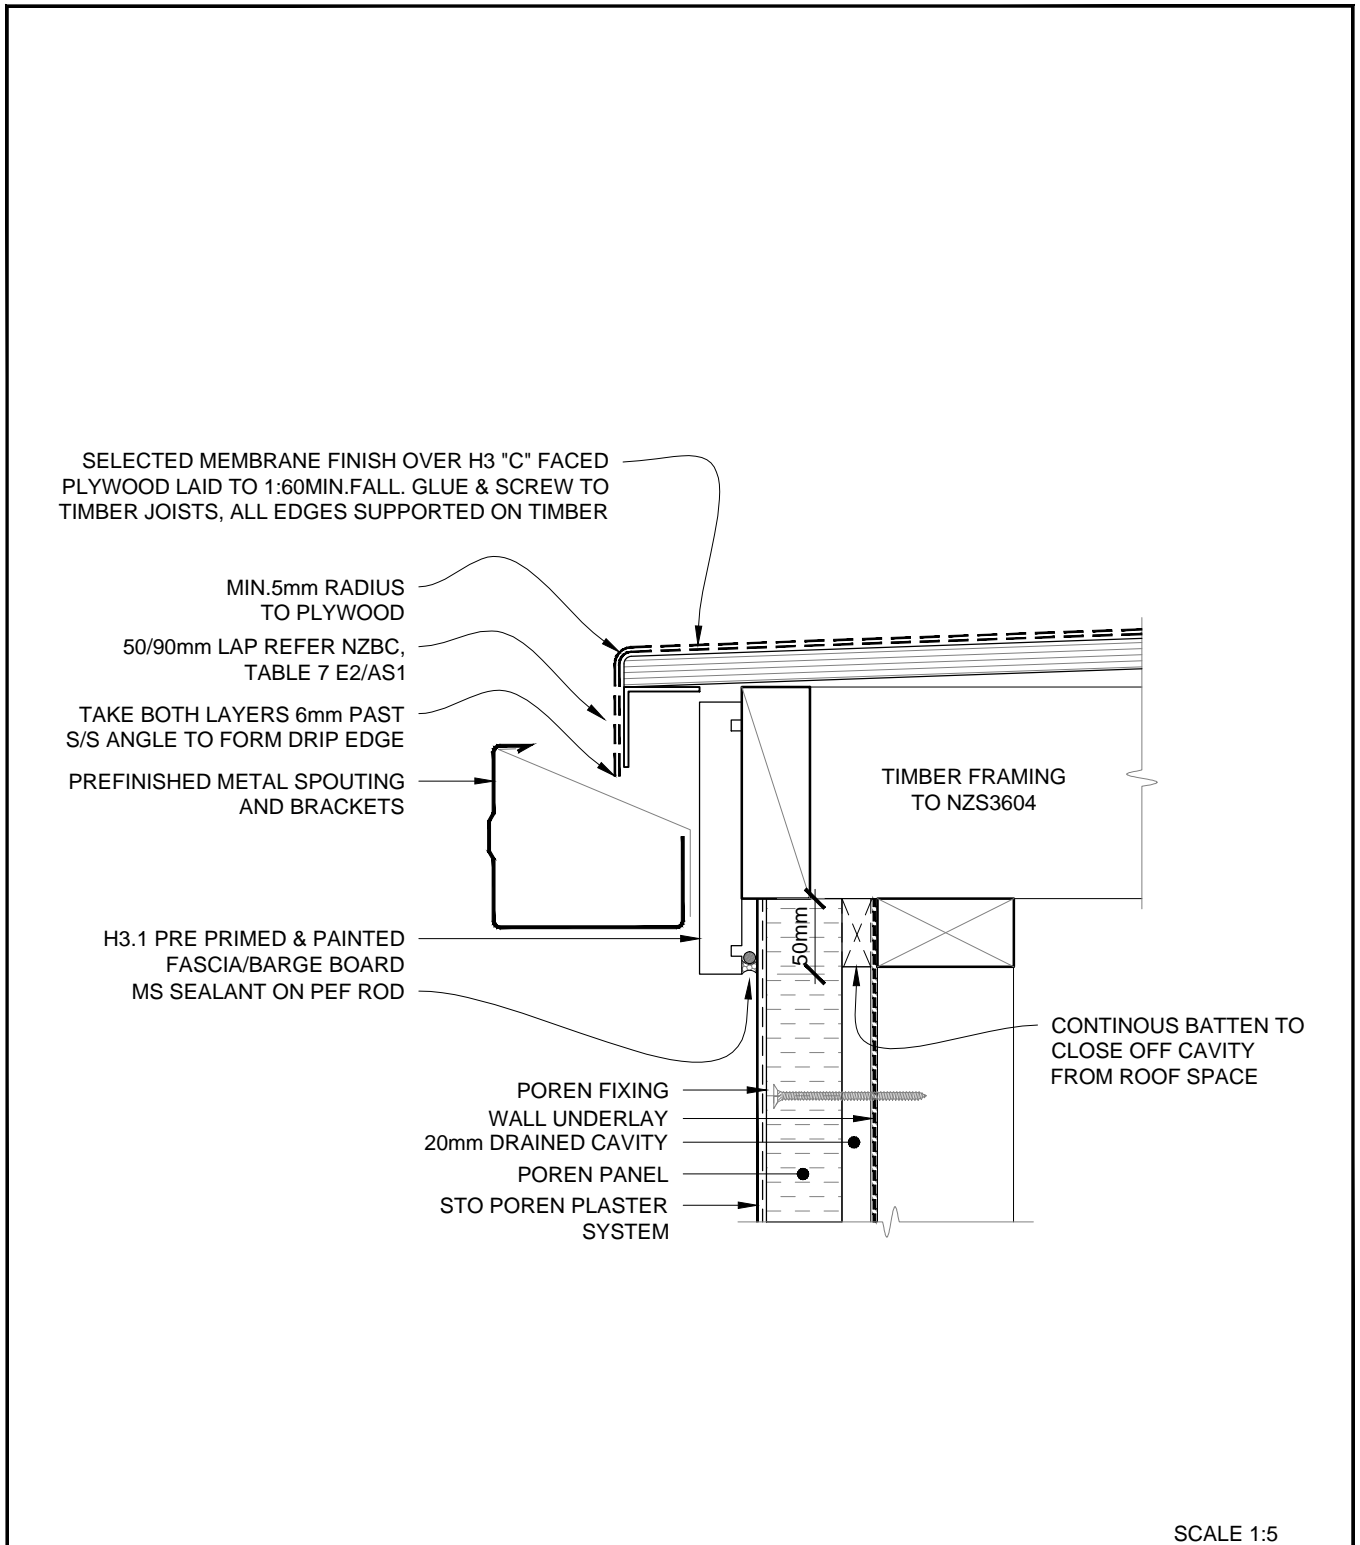 SELECTED MEMBRANE FINISH OVER H3 "C" FACED
PLYWOOD LAID TO 1:60MIN.FALL. GLUE & SCREW TO
TIMBER JOISTS, ALL EDGES SUPPORTED ON TIMBER
MIN.5mm RADIUS
TO PLYWOOD
50/90mm LAP REFER NZBC,
TABLE 7 E2/AS1
TAKE BOTH LAYERS 6mm PAST
S/S ANGLE TO FORM DRIP EDGE
PREFINISHED METAL SPOUTING
AND BRACKETS
TIMBER FRAMING
TO NZS3604
50mm
H3.1 PRE PRIMED & PAINTED
FASCIA/BARGE BOARD
MS SEALANT ON PEF ROD
CONTINOUS BATTEN TO
CLOSE OFF CAVITY
FROM ROOF SPACE
POREN FIXING
WALL UNDERLAY
20mm DRAINED CAVITY
POREN PANEL
STO POREN PLASTER
SYSTEM
SCALE 1:5